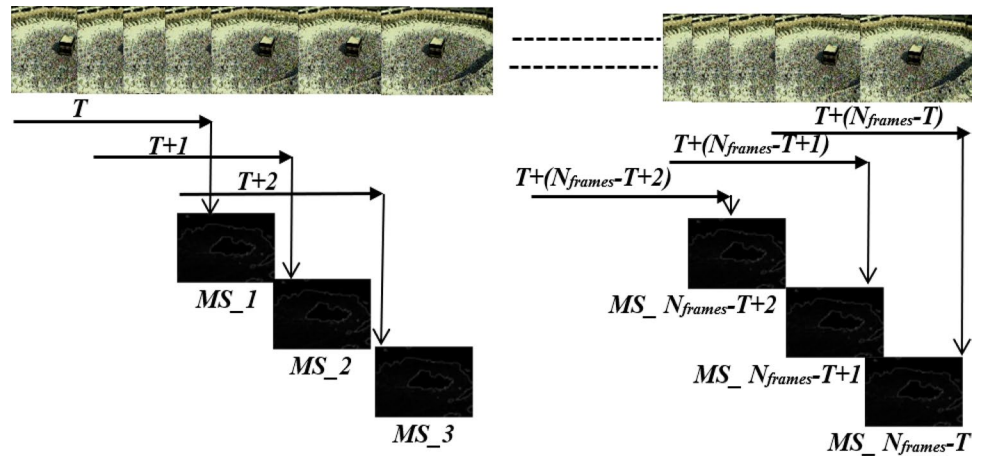 T
T+1
T+2
MS_1
MS_2
MS_3
T+(Nframes-T)
T+(Nframes-T+1)
T+(Nframes-T+2)
MS_ Nframes-T+2
MS_ Nframes-T+1
MS_ Nframes-T